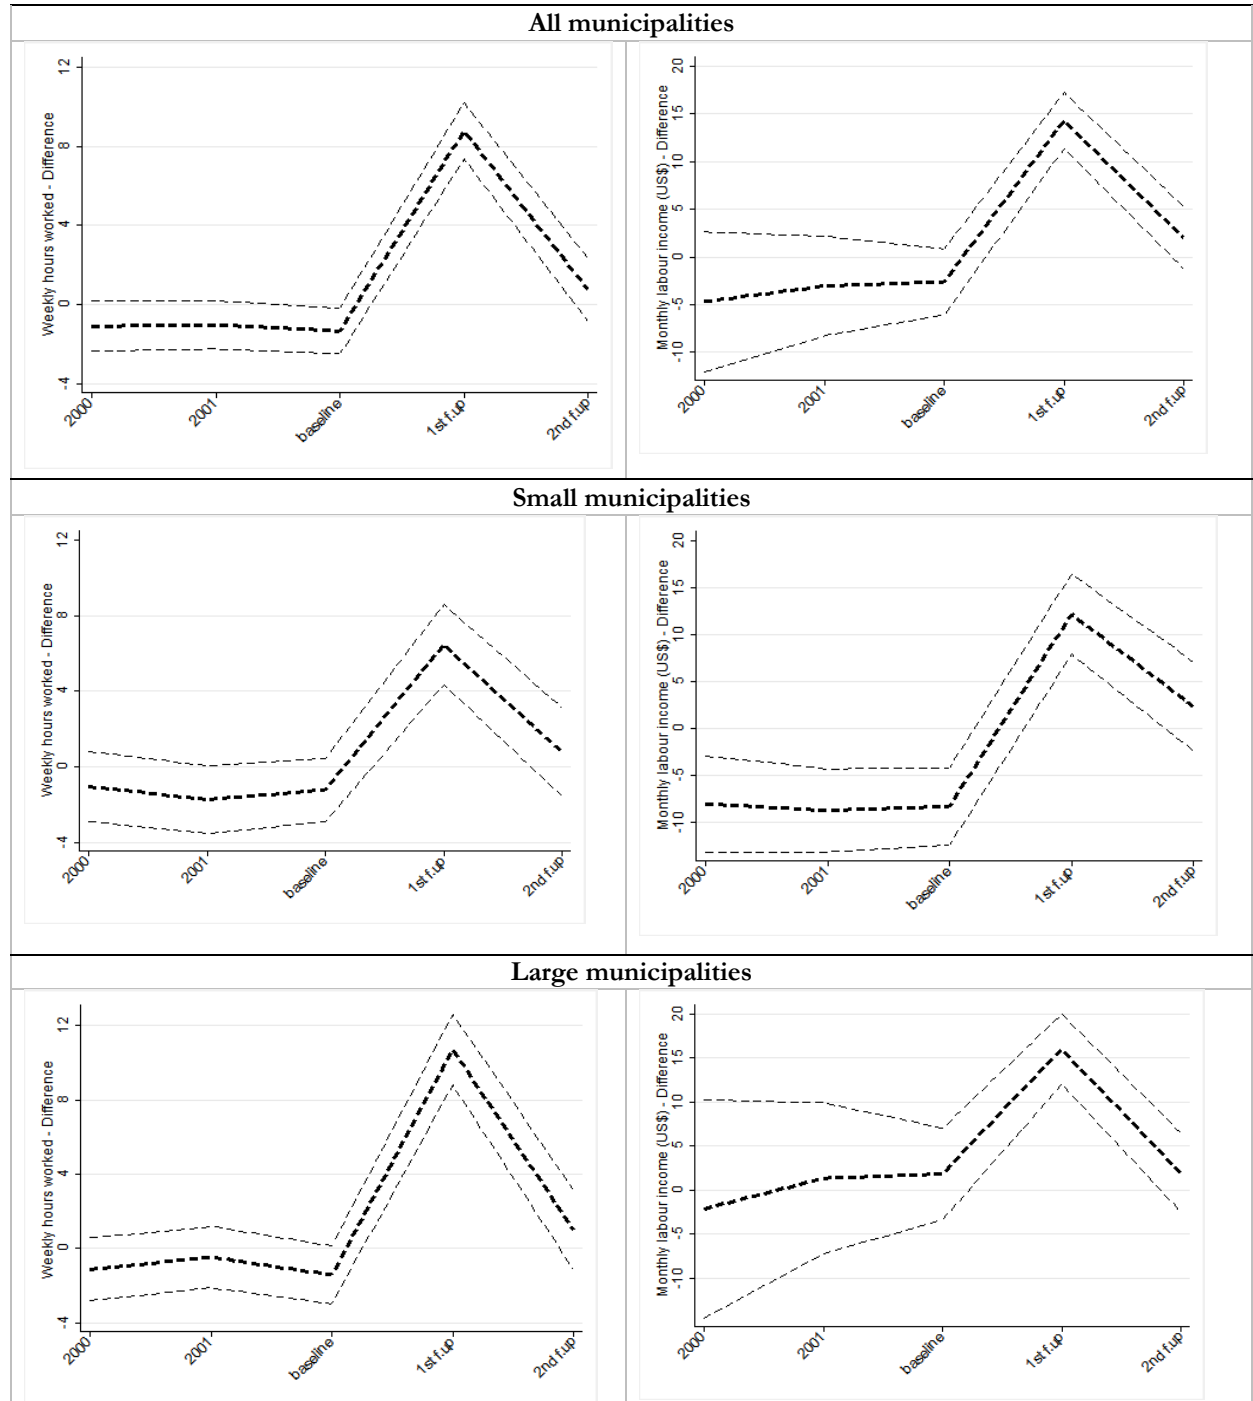 All municipalities
Weekly hours worked - Difference
12
8
4
0
-4
2000
2001
baseline
1st f.up
2nd f.up
Monthly labour income (US$) - Difference
20
15
10
5
0
-5
-10
2000
2001
baseline
1st f.up
2nd f.up
Small municipalities
Weekly hours worked - Difference
12
8
4
0
-4
2000
2001
baseline
1st f.up
2nd f.up
Monthly labour income (US$) - Difference
20
15
10
5
0
-5
-10
2000
2001
baseline
1st f.up
2nd f.up
Large municipalities
Weekly hours worked - Difference
12
8
4
0
-4
2000
2001
baseline
1st f.up
2nd f.up
Monthly labour income (US$) - Difference
20
15
10
5
0
-5
-10
2000
2001
baseline
1st f.up
2nd f.up